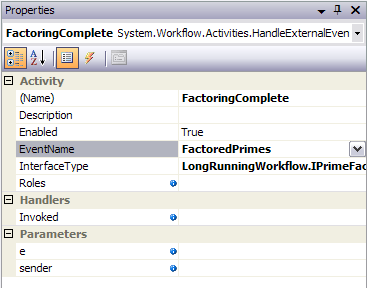 Properties
FactoringComplete System.Workflow.Activities.HandleExternalEven
Activity
(Name) FactoringComplete
Description
Enabled True
EventName FactoredPrimes
InterfaceType LongRunningWorkflow.IPrimeFac
Roles
Handlers
Invoked
Parameters
e
sender